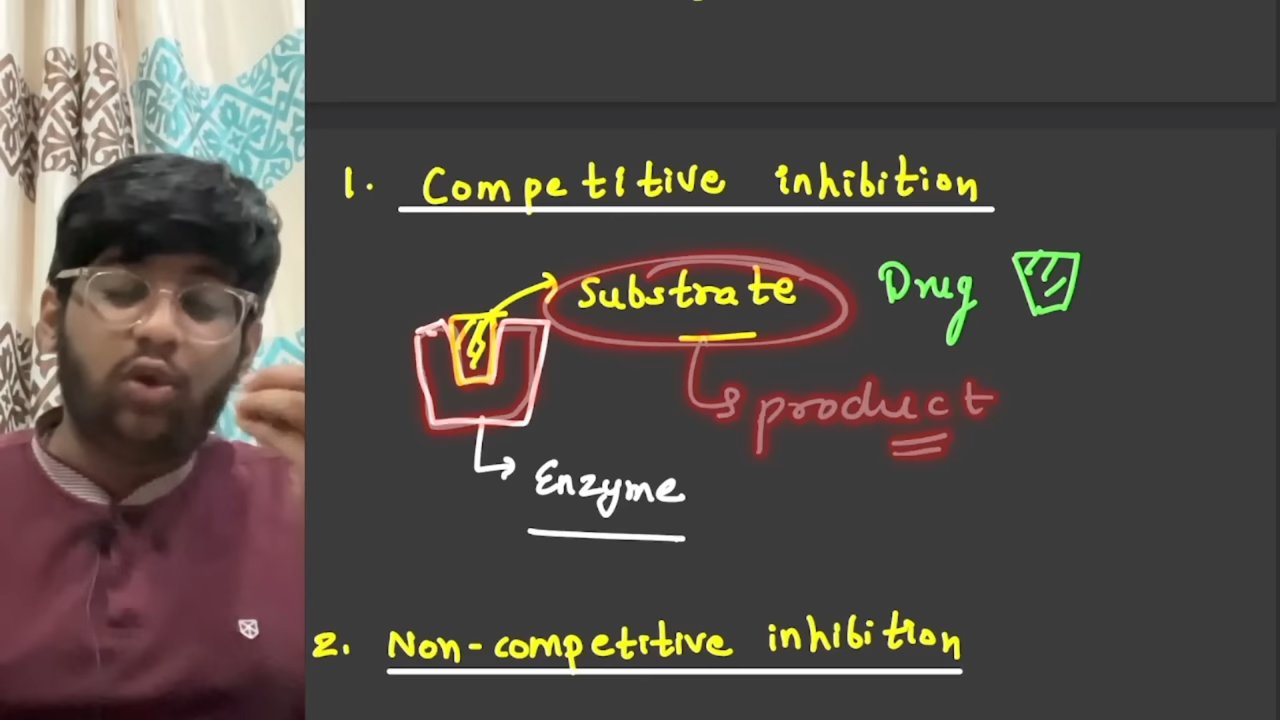 1. Competitive inhibition
Substrate
Drug
product
Enzyme
2. Non-competitive inhibition